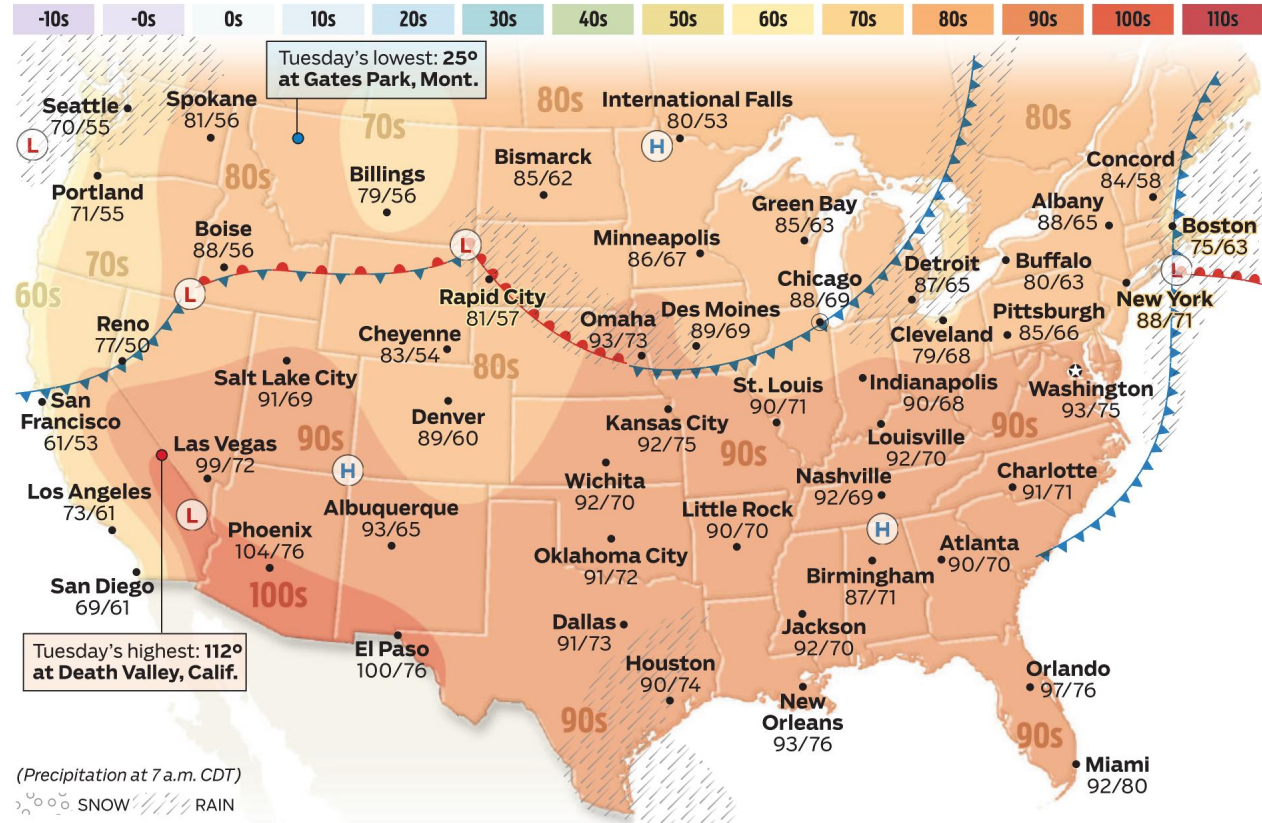 -10s -0s 0s 10s 20s 30s 40s 50s 60s 70s 80s 90s 100s 110s
Tuesday's lowest: 25°
at Gates Park, Mont.
Seattle
70/55
Spokane
81/56
70s
80s
International Falls
80/53
80s
L
H
Portland
71/55
80s
Billings
79/56
Bismarck
85/62
Concord
84/58
Boise
88/56
Green Bay
85/63
Albany
88/65
Boston
75/63
L
Minneapolis
86/67
70s
60s
L
Rapid City
81/57
Chicago
88/69
Detroit
87/65
Buffalo
80/63
L
New York
88/71
Reno
77/50
Cheyenne
83/54
80s
Omaha
93/73
Des Moines
89/69
Cleveland
79/68
Pittsburgh
85/66
Salt Lake City
91/69
St. Louis
90/71
Indianapolis
90/68
Washington
93/75
San
Francisco
61/53
Denver
89/60
Kansas City
92/75
90s
90s
90s
Louisville
92/70
Las Vegas
99/72
H
Wichita
92/70
Nashville
92/69
Charlotte
91/71
Los Angeles
73/61
L
Phoenix
104/76
Albuquerque
93/65
Little Rock
90/70
H
Oklahoma City
91/72
Atlanta
90/70
San Diego
69/61
100s
Birmingham
87/71
Tuesday's highest: 112°
at Death Valley, Calif.
El Paso
100/76
Dallas
91/73
Jackson
92/70
Houston
90/74
Orlando
97/76
90s
New
Orleans
93/76
90s
Miami
92/80
(Precipitation at 7 a.m. CDT)
SNOW RAIN